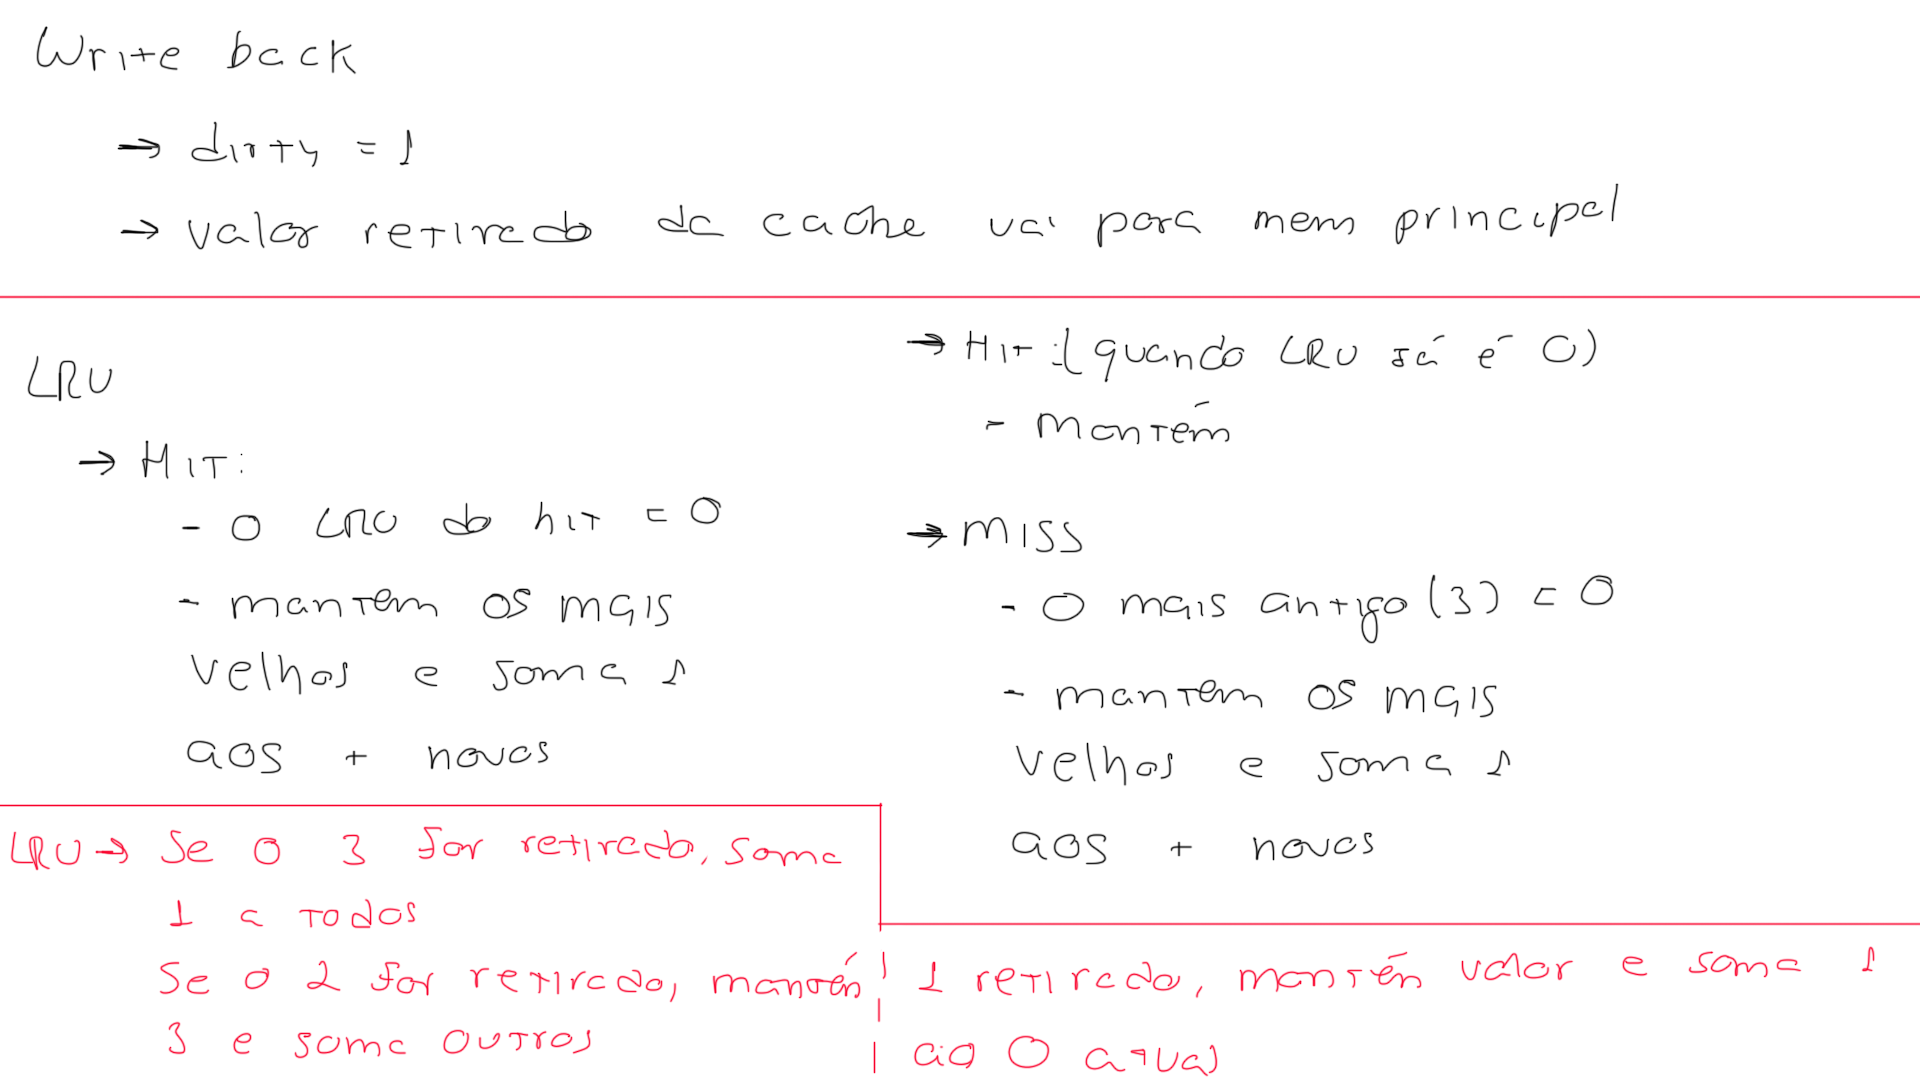 Write back
→ dirty = 1
→ valor retirado da cache vai para mem principal
LRU
→ HIT:
- O LRU do hit = 0
- mantem os mais
velhos e soma 1
aos + novos
→ HIT: (quando LRU já é 0)
- mantém
→ MISS
- O mais antigo (3) = 0
- mantem os mais
velhos e soma 1
aos + novos
LRU → Se o 3 for retirado, soma
1 a todos
Se o 2 for retirado, mantém
3 e soma outros
1 retirado, mantém valor e soma 1
ao 0 atual